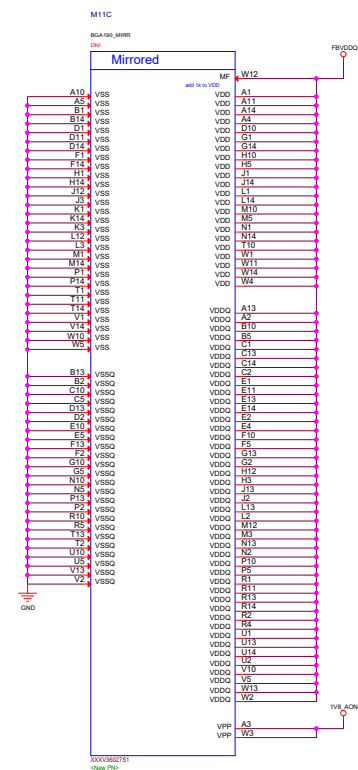 M11C
BGA190_MIRR
DNI
Mirrored
FBVDDQ
MF W12
add 1k to VDD
A10 VSS
A5 VSS
B1 VSS
B14 VSS
D1 VSS
D11 VSS
D14 VSS
F1 VSS
F14 VSS
H1 VSS
H14 VSS
J12 VSS
J3 VSS
K1 VSS
K14 VSS
K3 VSS
L12 VSS
L3 VSS
M1 VSS
M14 VSS
P1 VSS
P14 VSS
T1 VSS
T11 VSS
T14 VSS
V1 VSS
V14 VSS
W10 VSS
W5 VSS
B13 VSSQ
B2 VSSQ
C10 VSSQ
C5 VSSQ
D13 VSSQ
D2 VSSQ
E10 VSSQ
E5 VSSQ
F13 VSSQ
F2 VSSQ
G10 VSSQ
G5 VSSQ
N10 VSSQ
N5 VSSQ
P13 VSSQ
P2 VSSQ
R10 VSSQ
R5 VSSQ
T13 VSSQ
T2 VSSQ
U10 VSSQ
U5 VSSQ
V13 VSSQ
V2 VSSQ
GND
VDD A1
VDD A11
VDD A14
VDD A4
VDD D10
VDD G1
VDD G14
VDD H10
VDD H5
VDD J1
VDD J14
VDD L1
VDD L14
VDD M10
VDD M5
VDD N1
VDD N14
VDD T10
VDD W1
VDD W11
VDD W14
VDD W4
VDDQ A13
VDDQ A2
VDDQ B10
VDDQ B5
VDDQ C1
VDDQ C13
VDDQ C14
VDDQ C2
VDDQ E1
VDDQ E11
VDDQ E13
VDDQ E14
VDDQ E2
VDDQ E4
VDDQ F10
VDDQ F5
VDDQ G13
VDDQ G2
VDDQ H12
VDDQ H3
VDDQ J13
VDDQ J2
VDDQ L13
VDDQ L2
VDDQ M12
VDDQ M3
VDDQ N13
VDDQ N2
VDDQ P10
VDDQ P5
VDDQ R1
VDDQ R11
VDDQ R13
VDDQ R14
VDDQ R2
VDDQ R4
VDDQ U1
VDDQ U13
VDDQ U14
VDDQ U2
VDDQ V10
VDDQ V5
VDDQ W13
VDDQ W2
1V8_AON
VPP A3
VPP W3
XXXV36027S1
<New PN>